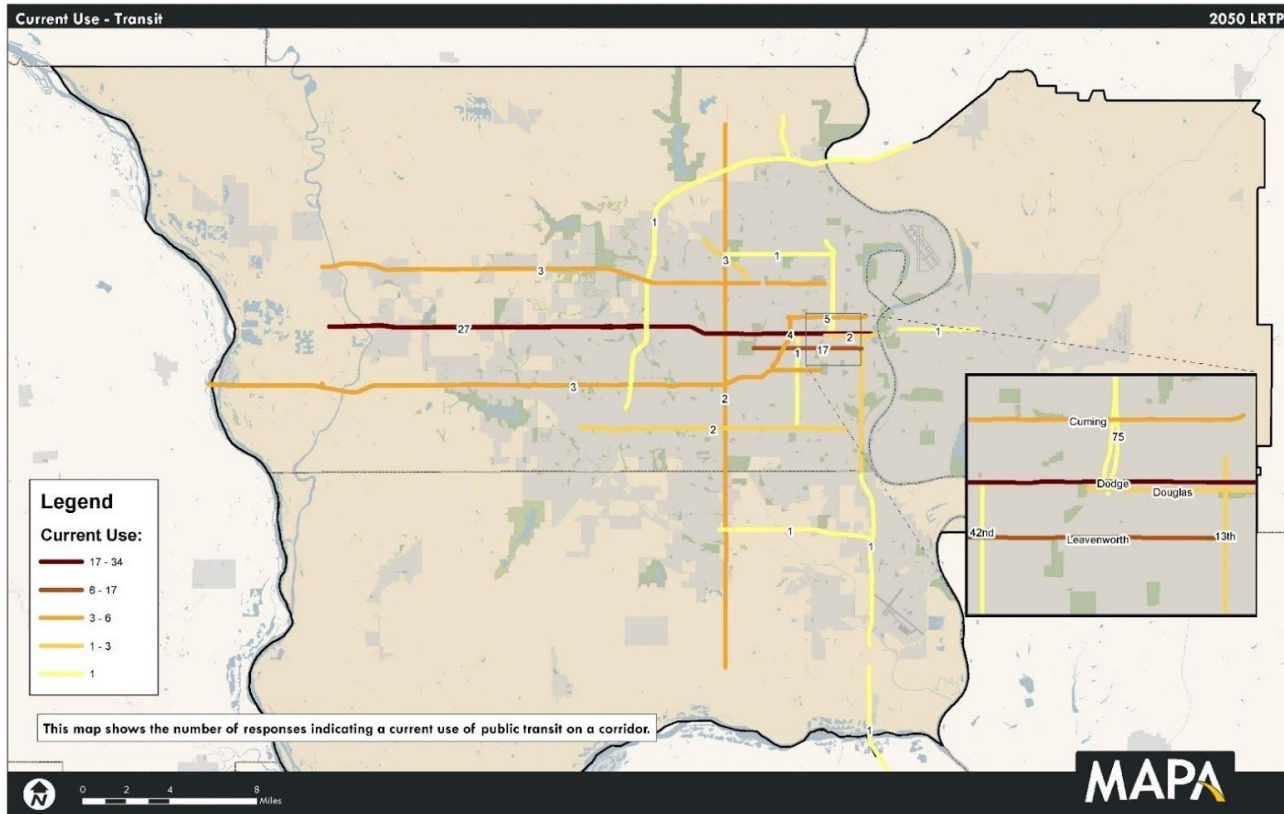 Current Use - Transit
2050 LRTP
1
1
3
3
1
27
5
4
2
1
1
17
3
2
2
1
1
1
Cuming
75
Dodge
Douglas
42nd
Leavenworth
13th
Legend
Current Use:
17 - 34
6 - 17
3 - 6
1 - 3
1
This map shows the number of responses indicating a current use of public transit on a corridor.
N
0 2 4 8
Miles
MAPA